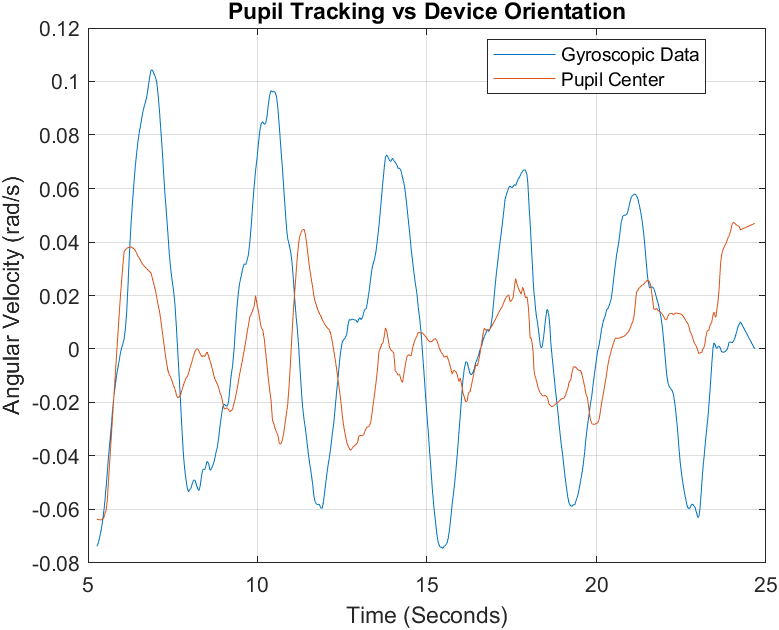 Pupil Tracking vs Device Orientation
Gyroscopic Data
Pupil Center
Angular Velocity (rad/s)
0.12
0.1
0.08
0.06
0.04
0.02
0
-0.02
-0.04
-0.06
-0.08
5 10 15 20 25
Time (Seconds)